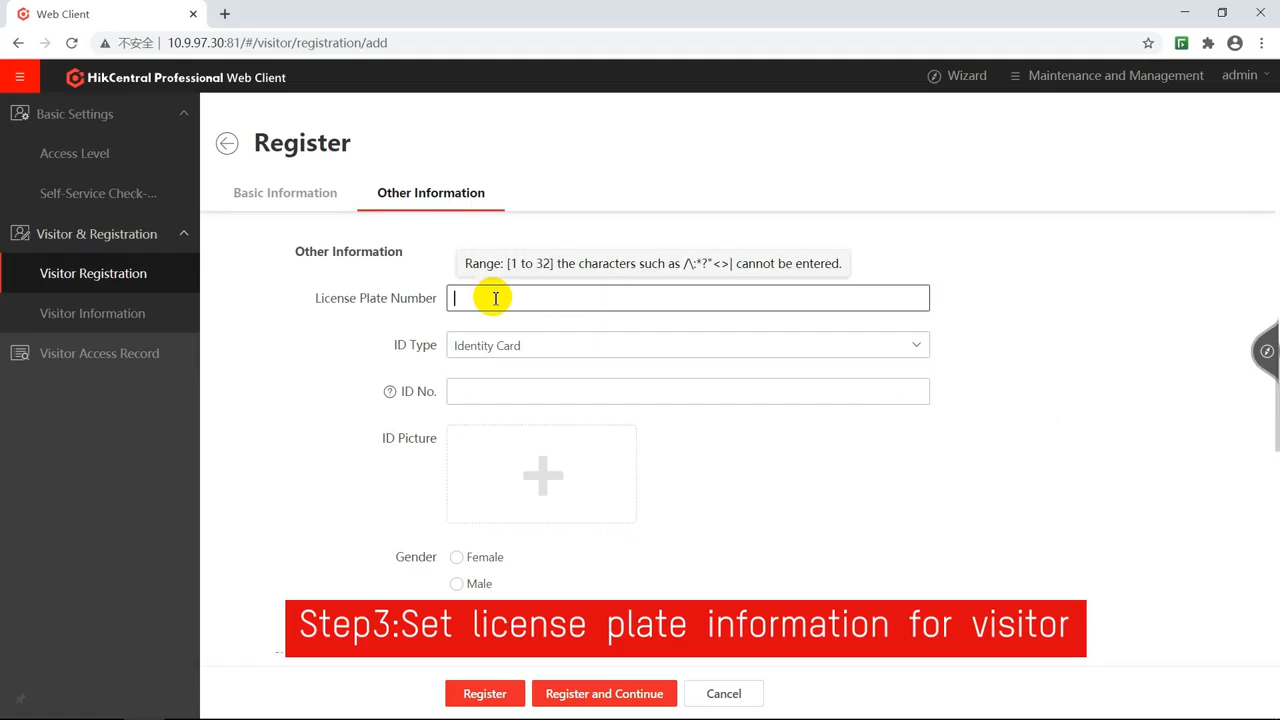 Web Client
不安全
10.9.97.30:81/#/visitor/registration/add
HikCentral Professional Web Client
Wizard
Maintenance and Management
admin
Basic Settings
Access Level
Self-Service Check-...
Visitor & Registration
Visitor Registration
Visitor Information
Visitor Access Record
Register
Basic Information
Other Information
Other Information
Range: [1 to 32] the characters such as /\:*?"<>| cannot be entered.
License Plate Number
ID Type
Identity Card
ID No.
ID Picture
Gender
Female
Male
Step3:Set license plate information for visitor
Register
Register and Continue
Cancel